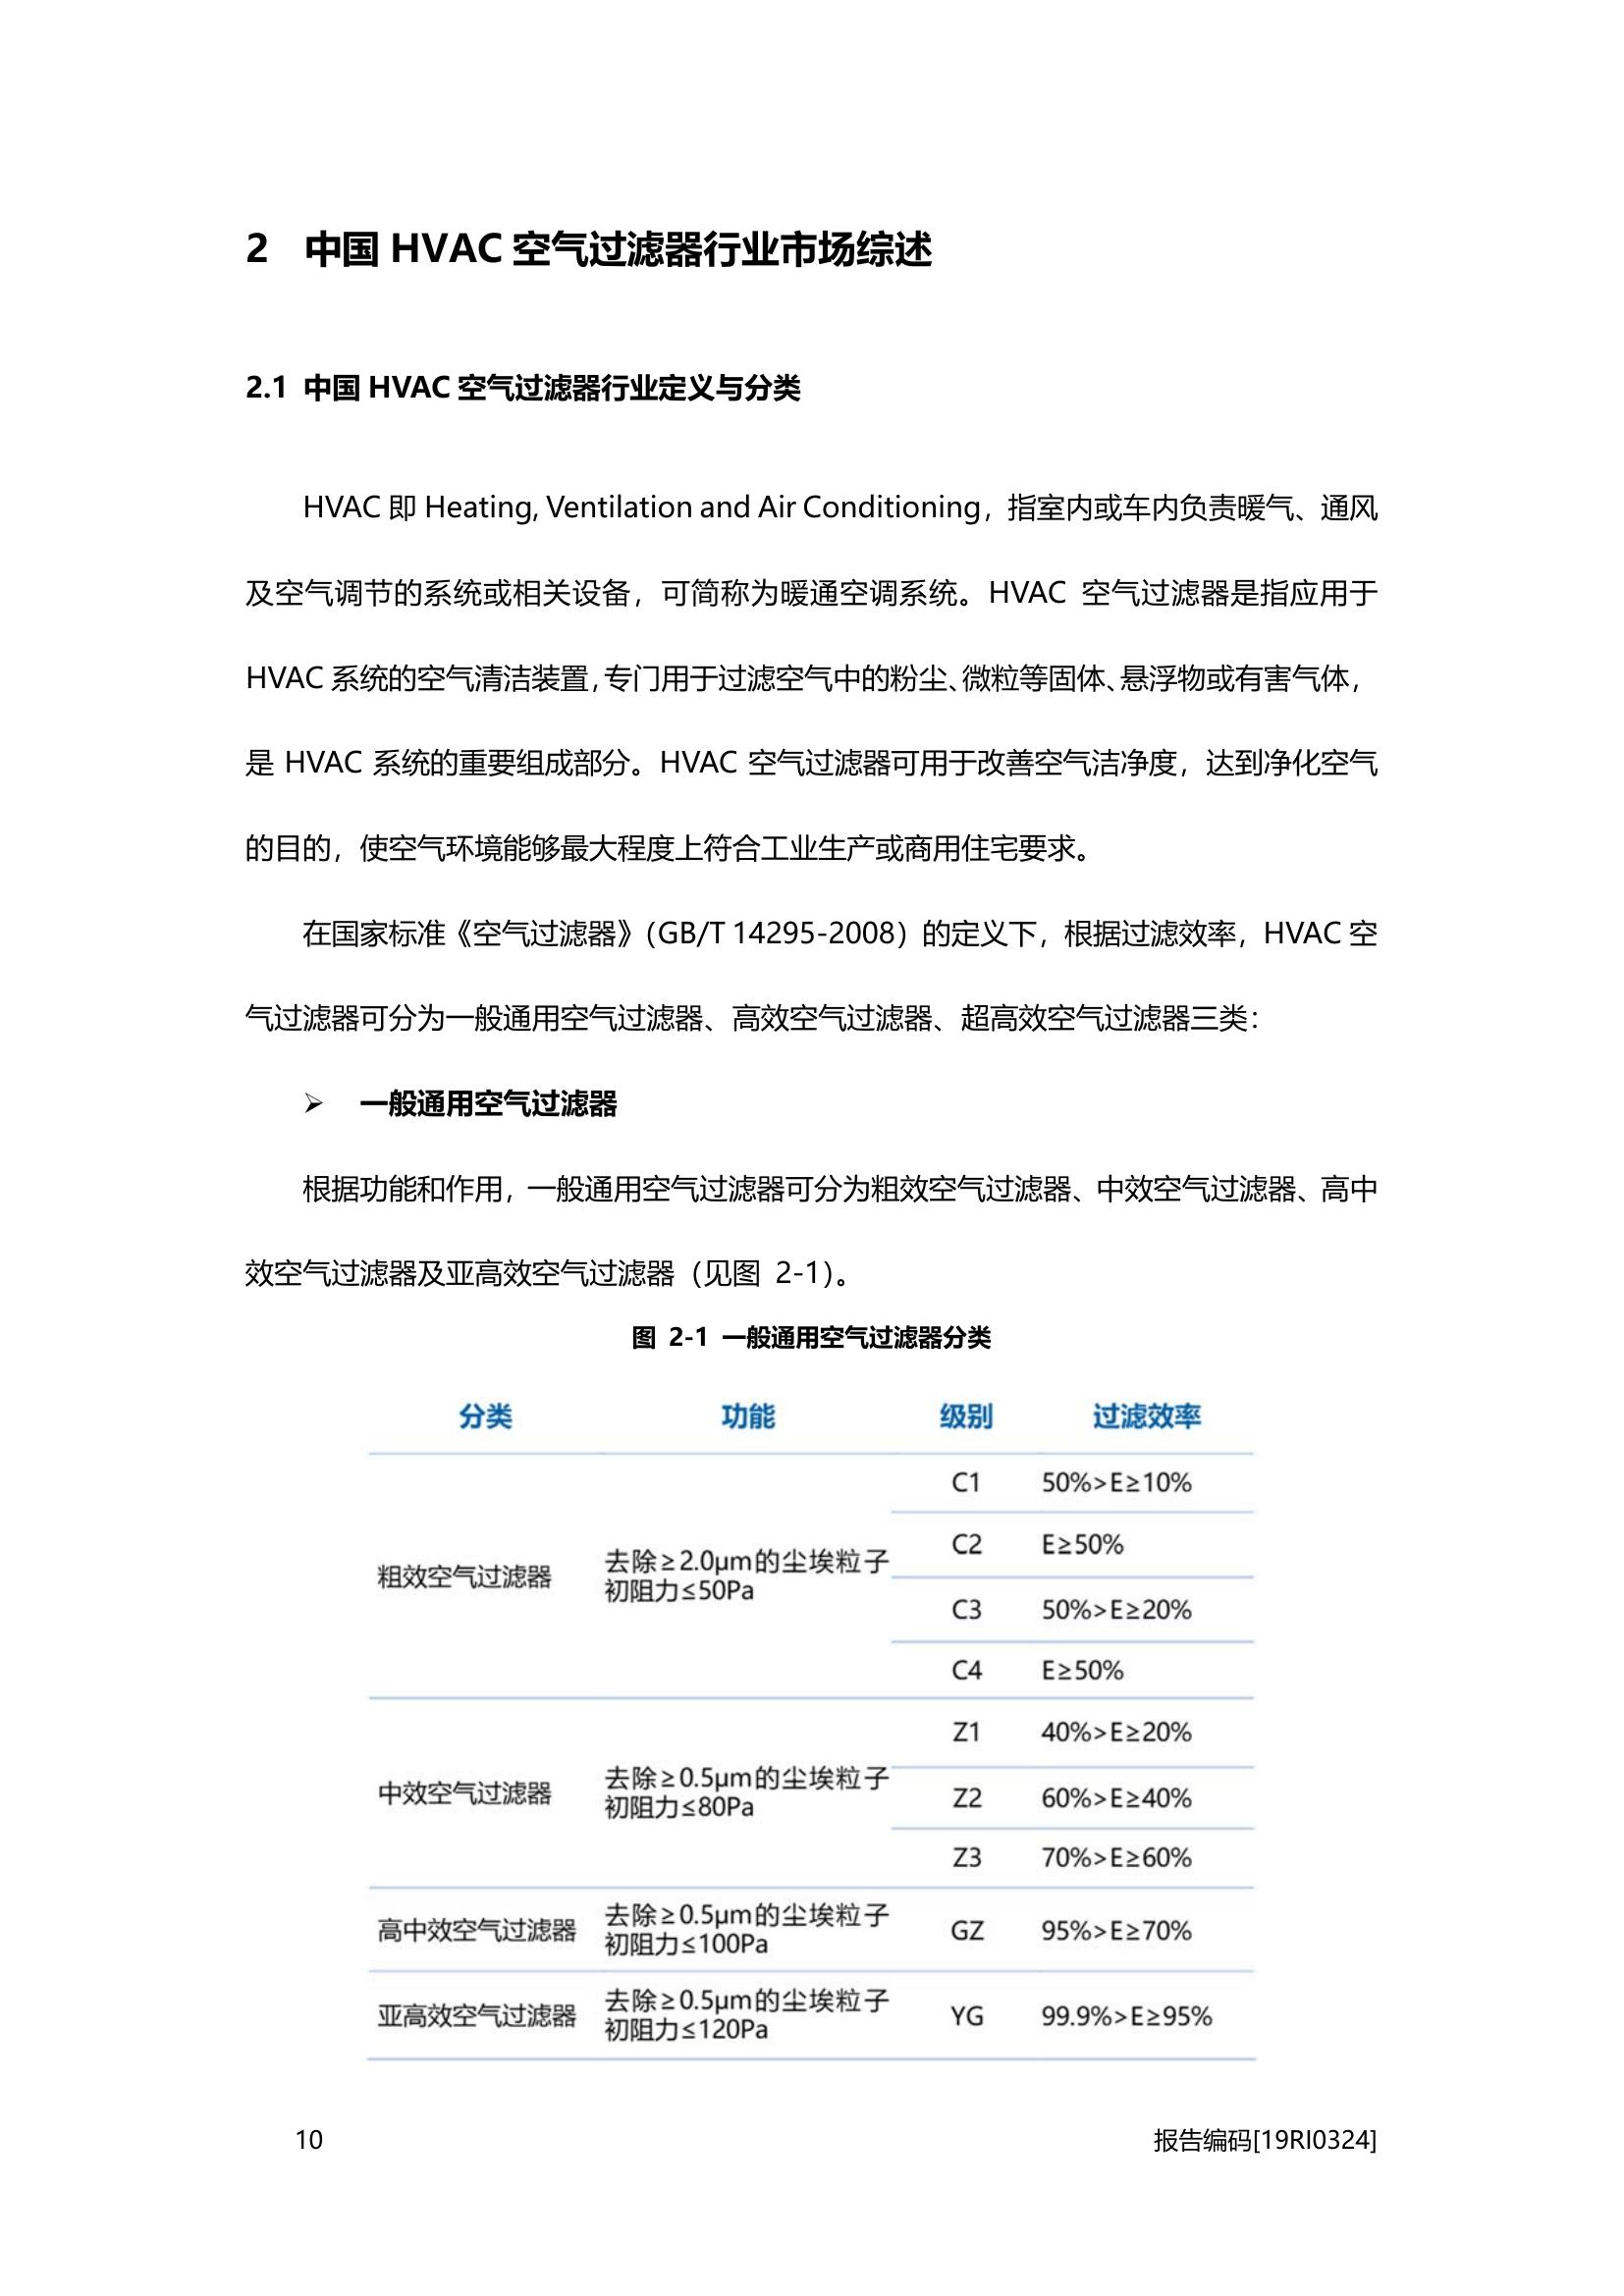 2 中国 HVAC 空气过滤器行业市场综述
2.1 中国 HVAC 空气过滤器行业定义与分类
HVAC 即 Heating, Ventilation and Air Conditioning，指室内或车内负责暖气、通风
及空气调节的系统或相关设备，可简称为暖通空调系统。HVAC 空气过滤器是指应用于
HVAC 系统的空气清洁装置，专门用于过滤空气中的粉尘、微粒等固体、悬浮物或有害气体，
是 HVAC 系统的重要组成部分。HVAC 空气过滤器可用于改善空气洁净度，达到净化空气
的目的，使空气环境能够最大程度上符合工业生产或商用住宅要求。
在国家标准《空气过滤器》（GB/T 14295-2008）的定义下，根据过滤效率，HVAC 空
气过滤器可分为一般通用空气过滤器、高效空气过滤器、超高效空气过滤器三类：
➢ 一般通用空气过滤器
根据功能和作用，一般通用空气过滤器可分为粗效空气过滤器、中效空气过滤器、高中
效空气过滤器及亚高效空气过滤器（见图 2-1）。
图 2-1 一般通用空气过滤器分类
分类 功能 级别 过滤效率
粗效空气过滤器
去除≥2.0μm的尘埃粒子
初阻力≤50Pa
C1 50%>E≥10%
C2 E≥50%
C3 50%>E≥20%
C4 E≥50%
中效空气过滤器
去除≥0.5μm的尘埃粒子
初阻力≤80Pa
Z1 40%>E≥20%
Z2 60%>E≥40%
Z3 70%>E≥60%
高中效空气过滤器
去除≥0.5μm的尘埃粒子
初阻力≤100Pa
GZ 95%>E≥70%
亚高效空气过滤器
去除≥0.5μm的尘埃粒子
初阻力≤120Pa
YG 99.9%>E≥95%
10 报告编码[19RI0324]